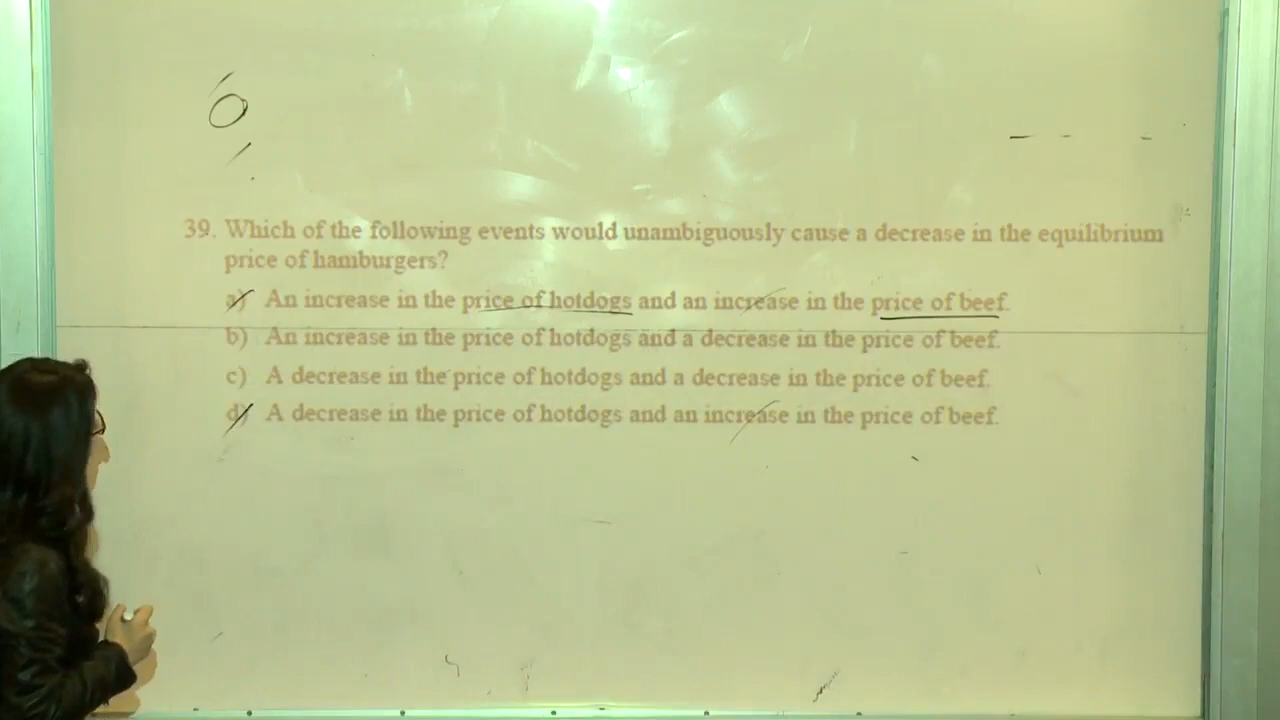 39. Which of the following events would unambiguously cause a decrease in the equilibrium
price of hamburgers?
a) An increase in the price of hotdogs and an increase in the price of beef.
b) An increase in the price of hotdogs and a decrease in the price of beef.
c) A decrease in the price of hotdogs and a decrease in the price of beef.
d) A decrease in the price of hotdogs and an increase in the price of beef.